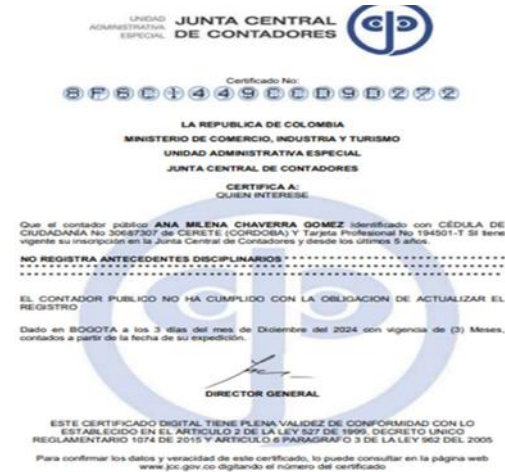 UNIDAD
ADMINISTRATIVA
ESPECIAL
JUNTA CENTRAL
DE CONTADORES
Certificado No:
LA REPUBLICA DE COLOMBIA
MINISTERIO DE COMERCIO, INDUSTRIA Y TURISMO
UNIDAD ADMINISTRATIVA ESPECIAL
JUNTA CENTRAL DE CONTADORES
CERTIFICA A:
QUIEN INTERESE
Que el contador público ANA MILENA CHAVERRA GOMEZ identificado con CÉDULA DE
CIUDADANÍA No 30687307 de CERETE (CORDOBA) Y Tarjeta Profesional No 194501-T SI tiene
vigente su inscripción en la Junta Central de Contadores y desde los últimos 5 años.
NO REGISTRA ANTECEDENTES DISCIPLINARIOS
EL CONTADOR PUBLICO NO HA CUMPLIDO CON LA OBLIGACION DE ACTUALIZAR EL
REGISTRO
Dado en BOGOTA a los 3 días del mes de Diciembre del 2024 con vigencia de (3) Meses,
contados a partir de la fecha de su expedición.
DIRECTOR GENERAL
ESTE CERTIFICADO DIGITAL TIENE PLENA VALIDEZ DE CONFORMIDAD CON LO
ESTABLECIDO EN EL ARTICULO 2 DE LA LEY 527 DE 1999, DECRETO UNICO
REGLAMENTARIO 1074 DE 2015 Y ARTICULO 6 PARAGRAFO 3 DE LA LEY 962 DEL 2005
Para confirmar los datos y veracidad de este certificado, lo puede consultar en la página web
www.jcc.gov.co digitando el número del certificado